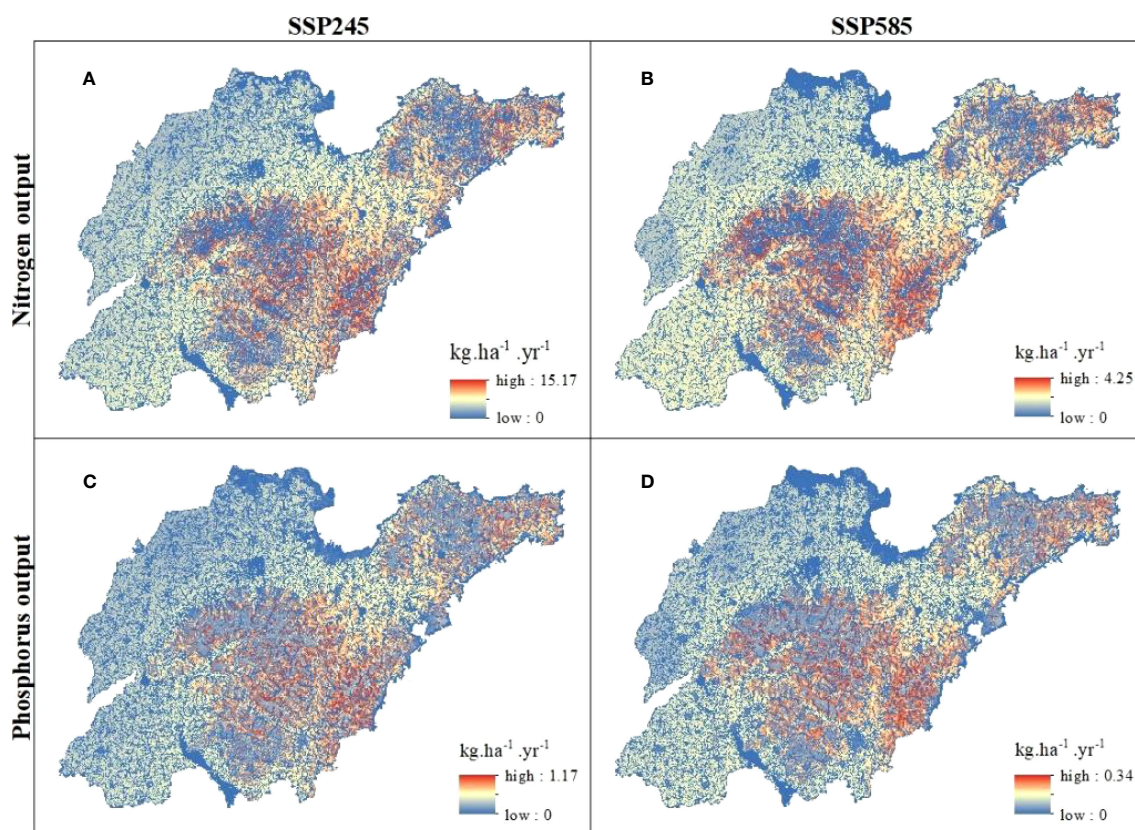 SSP245
SSP585
Nitrogen output
A
kg.ha⁻¹ .yr⁻¹
high : 15.17
low : 0
B
kg.ha⁻¹ .yr⁻¹
high : 4.25
low : 0
Phosphorus output
C
kg.ha⁻¹ .yr⁻¹
high : 1.17
low : 0
D
kg.ha⁻¹ .yr⁻¹
high : 0.34
low : 0